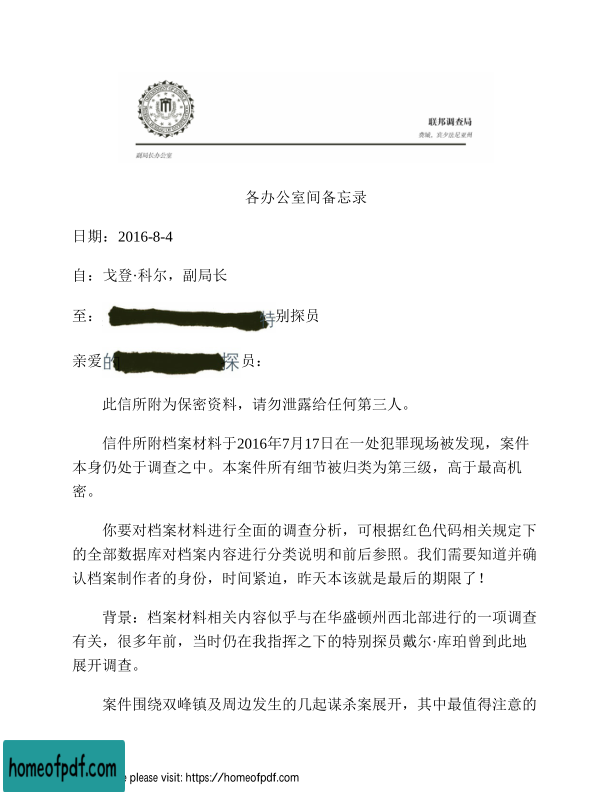 联邦调查局
费城，宾夕法尼亚州
副局长办公室
各办公室间备忘录
日期：2016-8-4
自：戈登·科尔，副局长
至： 特别探员
亲爱的 探员：
此信所附为保密资料，请勿泄露给任何第三人。
信件所附档案材料于2016年7月17日在一处犯罪现场被发现，案件
本身仍处于调查之中。本案件所有细节被归类为第三级，高于最高机
密。
你要对档案材料进行全面的调查分析，可根据红色代码相关规定下
的全部数据库对档案内容进行分类说明和前后参照。我们需要知道并确
认档案制作者的身份，时间紧迫，昨天本该就是最后的期限了！
背景：档案材料相关内容似乎与在华盛顿州西北部进行的一项调查
有关，很多年前，当时仍在我指挥之下的特别探员戴尔·库珀曾到此地
展开调查。
案件围绕双峰镇及周边发生的几起谋杀案展开，其中最值得注意的
homeofpdf.com
e please visit: https://homeofpdf.com